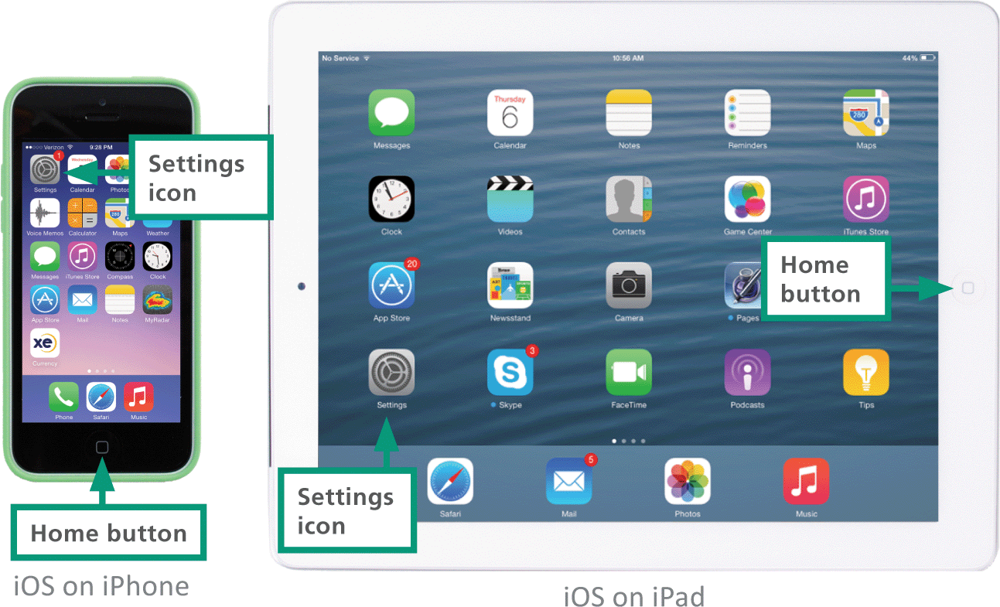 No Service 10:56 AM 44%
Messages
Thursday
6
Calendar
Notes
Reminders
280
Maps
Clock
Videos
Contacts
Game Center
iTunes Store
20
App Store
Newsstand
Camera
Pages
Settings
3
S
Skype
FaceTime
Podcasts
T
Tips
Safari
5
Mail
Photos
Music
Home
button
Settings
icon
iOS on iPad
Verizon 9:28 PM
1
Settings
Wednesday
Calendar
Photos
Settings
icon
Voice Memos
Calculator
280
Maps
Weather
Messages
iTunes Store
Compass
Clock
App Store
Mail
Notes
MyRadar
xe
Currency
Phone
Safari
Music
Home button
iOS on iPhone